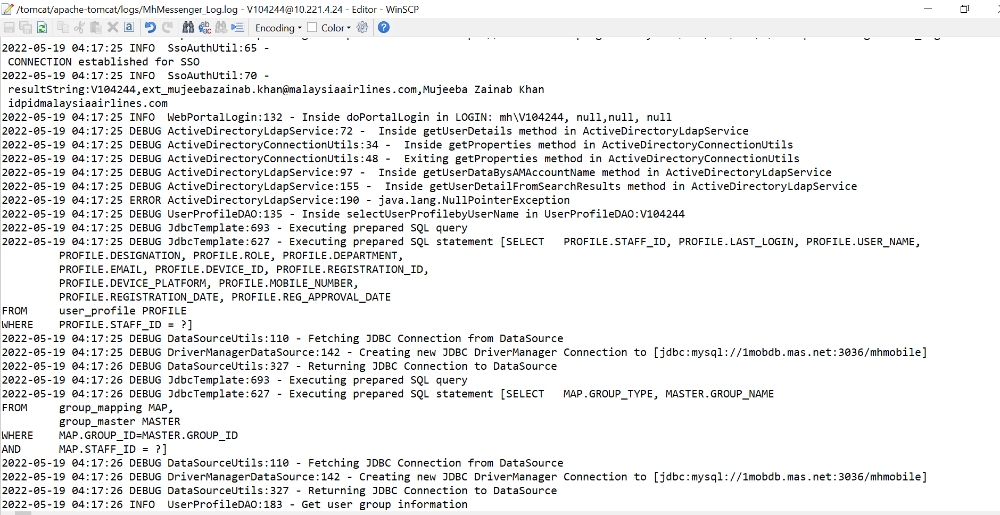 /tomcat/apache-tomcat/logs/MhMessenger_Log.log - V104244@10.221.4.24 - Editor - WinSCP
Encoding Color
2022-05-19 04:17:25 INFO  SsoAuthUtil:65 -
CONNECTION established for SSO
2022-05-19 04:17:25 INFO  SsoAuthUtil:70 -
resultString:V104244,ext_mujeebazainab.khan@malaysiaairlines.com,Mujeeba Zainab Khan
idpidmalaysiaairlines.com
2022-05-19 04:17:25 INFO  WebPortalLogin:132 - Inside doPortalLogin in LOGIN: mh\V104244, null,null, null
2022-05-19 04:17:25 DEBUG ActiveDirectoryLdapService:72 -  Inside getUserDetails method in ActiveDirectoryLdapService
2022-05-19 04:17:25 DEBUG ActiveDirectoryConnectionUtils:34 -  Inside getProperties method in ActiveDirectoryConnectionUtils
2022-05-19 04:17:25 DEBUG ActiveDirectoryConnectionUtils:48 -  Exiting getProperties method in ActiveDirectoryConnectionUtils
2022-05-19 04:17:25 DEBUG ActiveDirectoryLdapService:97 -  Inside getUserDataBysAMAccountName method in ActiveDirectoryLdapService
2022-05-19 04:17:25 DEBUG ActiveDirectoryLdapService:155 -  Inside getUserDetailFromSearchResults method in ActiveDirectoryLdapService
2022-05-19 04:17:25 ERROR ActiveDirectoryLdapService:190 - java.lang.NullPointerException
2022-05-19 04:17:25 DEBUG UserProfileDAO:135 - Inside selectUserProfilebyUserName in UserProfileDAO:V104244
2022-05-19 04:17:25 DEBUG JdbcTemplate:693 - Executing prepared SQL query
2022-05-19 04:17:25 DEBUG JdbcTemplate:627 - Executing prepared SQL statement [SELECT   PROFILE.STAFF_ID, PROFILE.LAST_LOGIN, PROFILE.USER_NAME,
PROFILE.DESIGNATION, PROFILE.ROLE, PROFILE.DEPARTMENT,
PROFILE.EMAIL, PROFILE.DEVICE_ID, PROFILE.REGISTRATION_ID,
PROFILE.DEVICE_PLATFORM, PROFILE.MOBILE_NUMBER,
PROFILE.REGISTRATION_DATE, PROFILE.REG_APPROVAL_DATE
FROM     user_profile PROFILE
WHERE    PROFILE.STAFF_ID = ?]
2022-05-19 04:17:25 DEBUG DataSourceUtils:110 - Fetching JDBC Connection from DataSource
2022-05-19 04:17:25 DEBUG DriverManagerDataSource:142 - Creating new JDBC DriverManager Connection to [jdbc:mysql://1mobdb.mas.net:3036/mhmobile]
2022-05-19 04:17:26 DEBUG DataSourceUtils:327 - Returning JDBC Connection to DataSource
2022-05-19 04:17:26 DEBUG JdbcTemplate:693 - Executing prepared SQL query
2022-05-19 04:17:26 DEBUG JdbcTemplate:627 - Executing prepared SQL statement [SELECT   MAP.GROUP_TYPE, MASTER.GROUP_NAME
FROM     group_mapping MAP,
group_master MASTER
WHERE    MAP.GROUP_ID=MASTER.GROUP_ID
AND      MAP.STAFF_ID = ?]
2022-05-19 04:17:26 DEBUG DataSourceUtils:110 - Fetching JDBC Connection from DataSource
2022-05-19 04:17:26 DEBUG DriverManagerDataSource:142 - Creating new JDBC DriverManager Connection to [jdbc:mysql://1mobdb.mas.net:3036/mhmobile]
2022-05-19 04:17:26 DEBUG DataSourceUtils:327 - Returning JDBC Connection to DataSource
2022-05-19 04:17:26 INFO  UserProfileDAO:183 - Get user group information